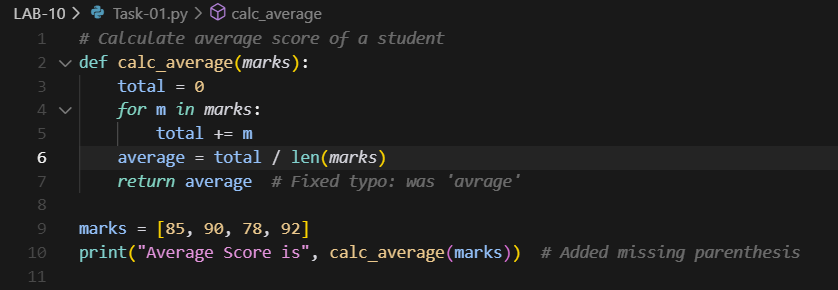 LAB-10 > Task-01.py > calc_average
1 # Calculate average score of a student
2 def calc_average(marks):
3     total = 0
4     for m in marks:
5         total += m
6     average = total / len(marks)
7     return average  # Fixed typo: was 'avrage'
8
9 marks = [85, 90, 78, 92]
10 print("Average Score is", calc_average(marks))  # Added missing parenthesis
11